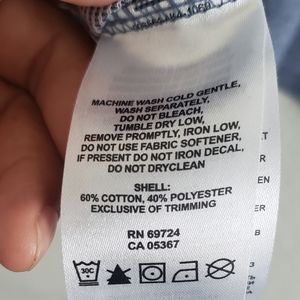 MACHINE WASH COLD GENTLE,
WASH SEPARATELY,
DO NOT BLEACH,
TUMBLE DRY LOW,
REMOVE PROMPTLY, IRON LOW,
DO NOT USE FABRIC SOFTENER,
IF PRESENT DO NOT IRON DECAL,
DO NOT DRYCLEAN
SHELL:
60% COTTON, 40% POLYESTER
EXCLUSIVE OF TRIMMING
RN 69724
CA 05367
30C